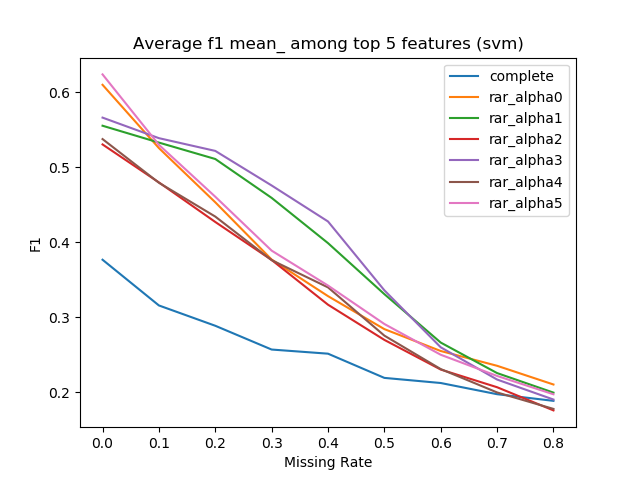 Average f1 mean_ among top 5 features (svm)
complete
rar_alpha0
rar_alpha1
rar_alpha2
rar_alpha3
rar_alpha4
rar_alpha5
F1
0.6
0.5
0.4
0.3
0.2
0.0 0.1 0.2 0.3 0.4 0.5 0.6 0.7 0.8
Missing Rate